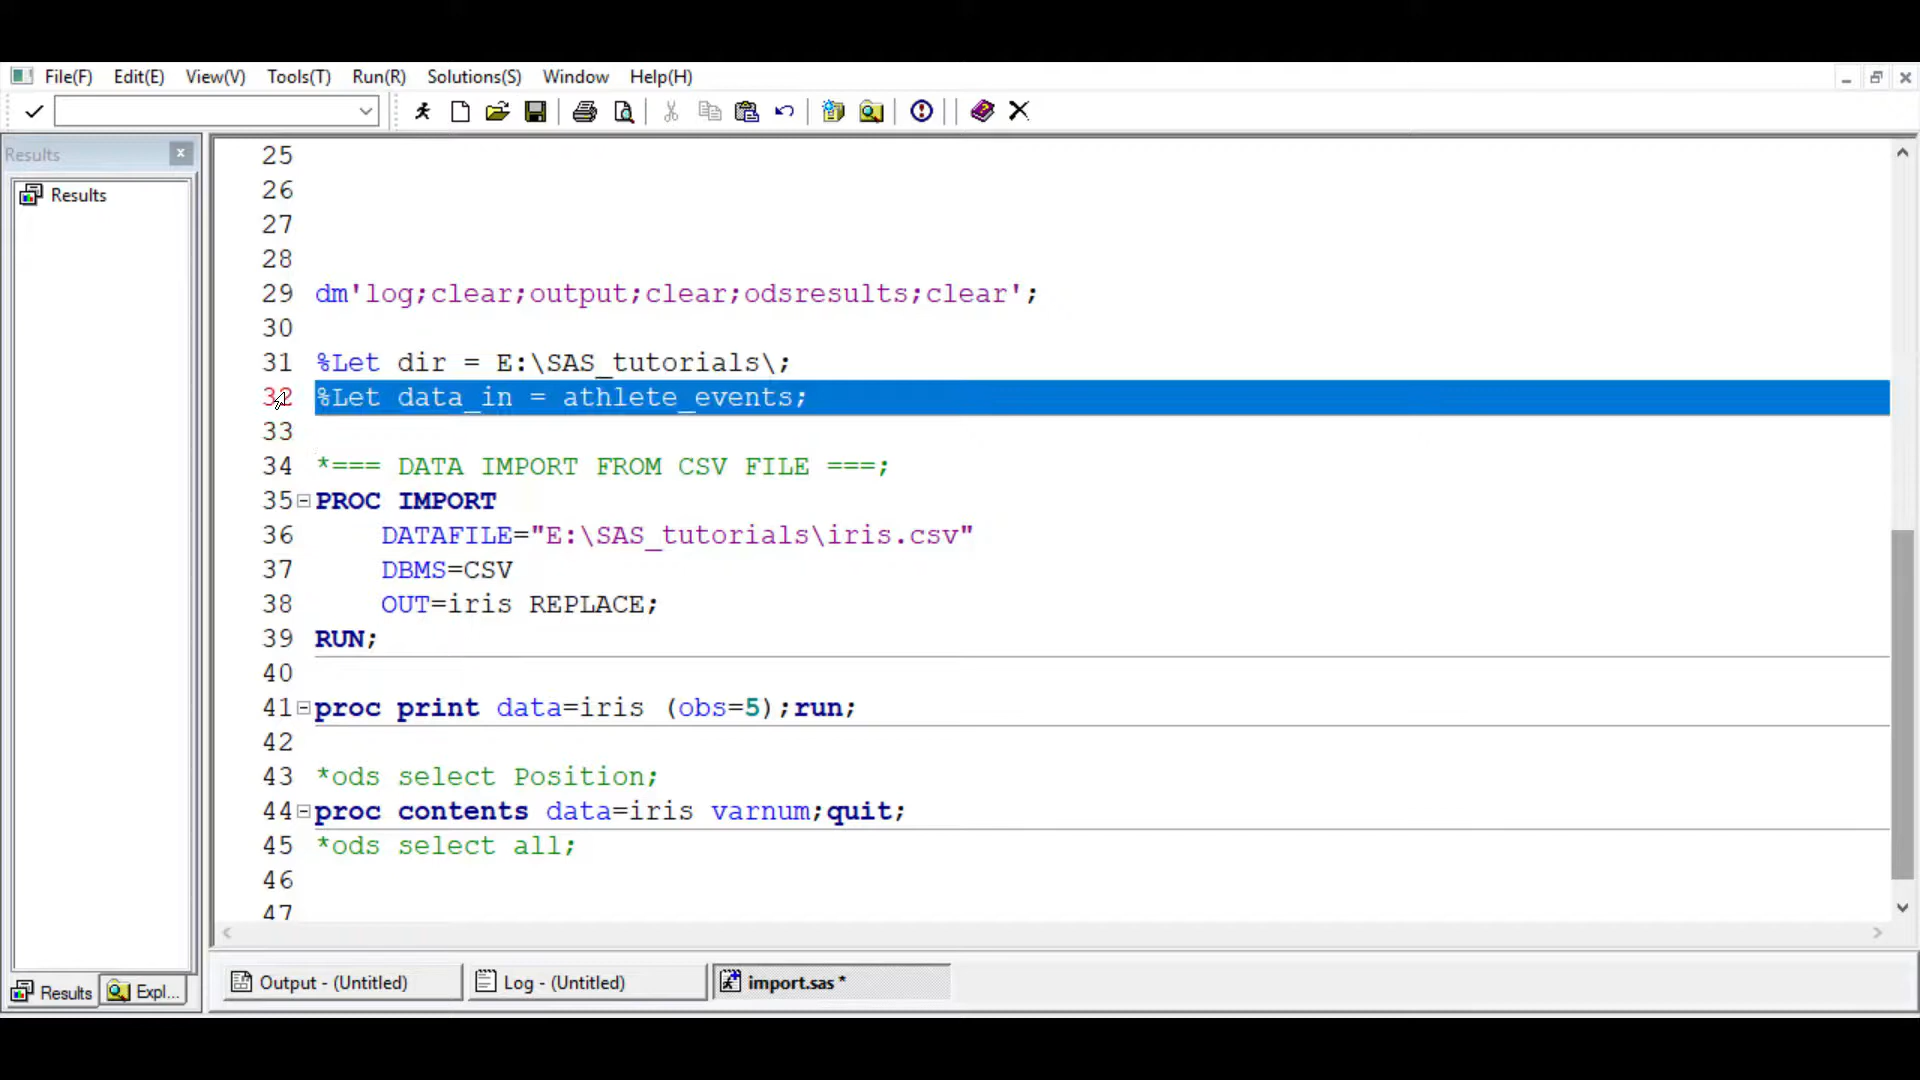 File(F) Edit(E) View(V) Tools(T) Run(R) Solutions(S) Window Help(H)
Results
Results
25
26
27
28
29 dm'log;clear;output;clear;odsresults;clear';
30
31 %Let dir = E:\SAS_tutorials\;
32 %Let data_in = athlete_events;
33
34 *=== DATA IMPORT FROM CSV FILE ===;
35 PROC IMPORT
36 DATAFILE="E:\SAS_tutorials\iris.csv"
37 DBMS=CSV
38 OUT=iris REPLACE;
39 RUN;
40
41 proc print data=iris (obs=5);run;
42
43 *ods select Position;
44 proc contents data=iris varnum;quit;
45 *ods select all;
46
47
Results Expl...
Output - (Untitled) Log - (Untitled) import.sas *